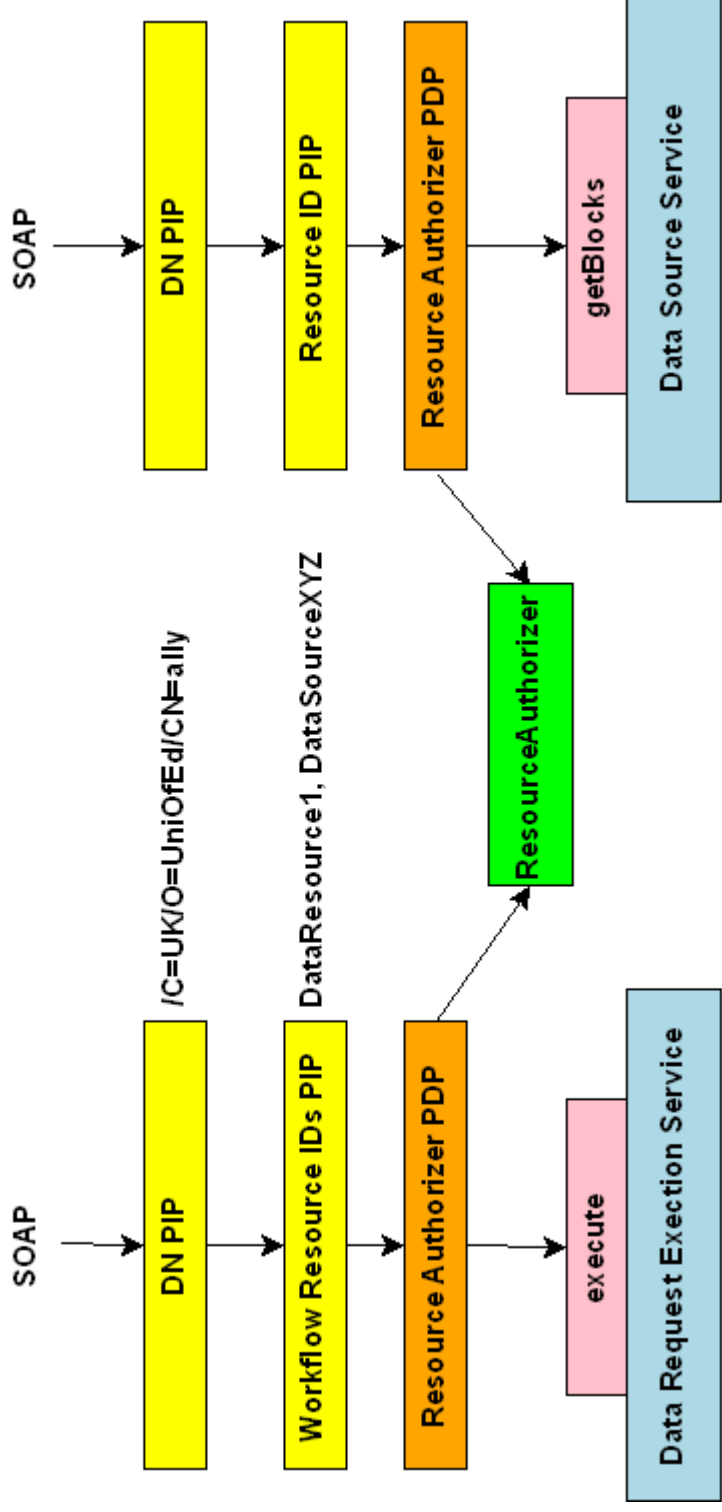 SOAP
DN PIP
/C=UK/O=UniOfEd/CN=ally
Workflow Resource IDs PIP
DataResource1, DataSourceXYZ
Resource Authorizer PDP
execute
Data Request Exection Service
ResourceAuthorizer
SOAP
DN PIP
Resource ID PIP
Resource Authorizer PDP
getBlocks
Data Source Service